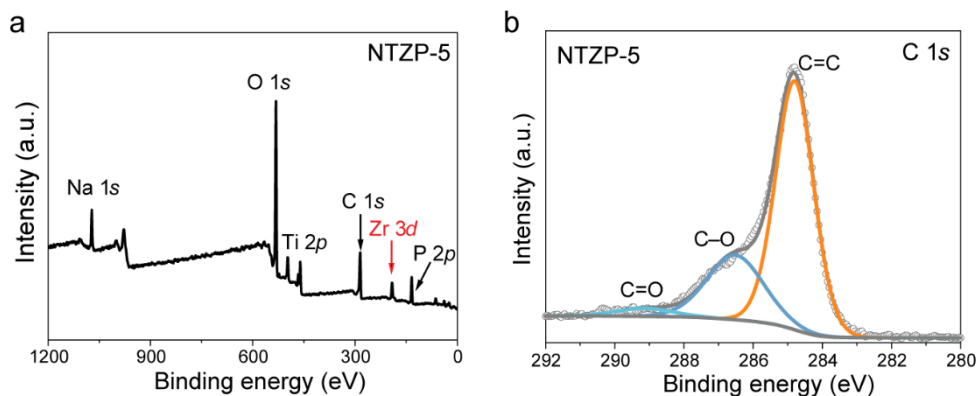 a
NTZP-5
O 1s
Na 1s
C 1s
Zr 3d
Ti 2p
P 2p
Intensity (a.u.)
1200 900 600 300 0
Binding energy (eV)
b
NTZP-5
C 1s
C=C
C–O
C=O
Intensity (a.u.)
292 290 288 286 284 282 280
Binding energy (eV)